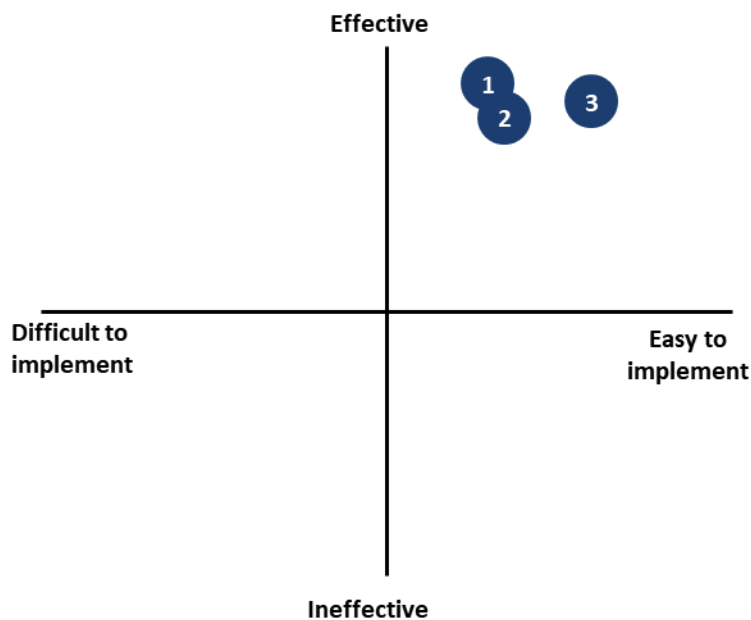 Effective
1
2
3
Difficult to
implement
Easy to
implement
Ineffective